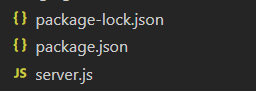 { } package-lock.json
{ } package.json
JS server.js